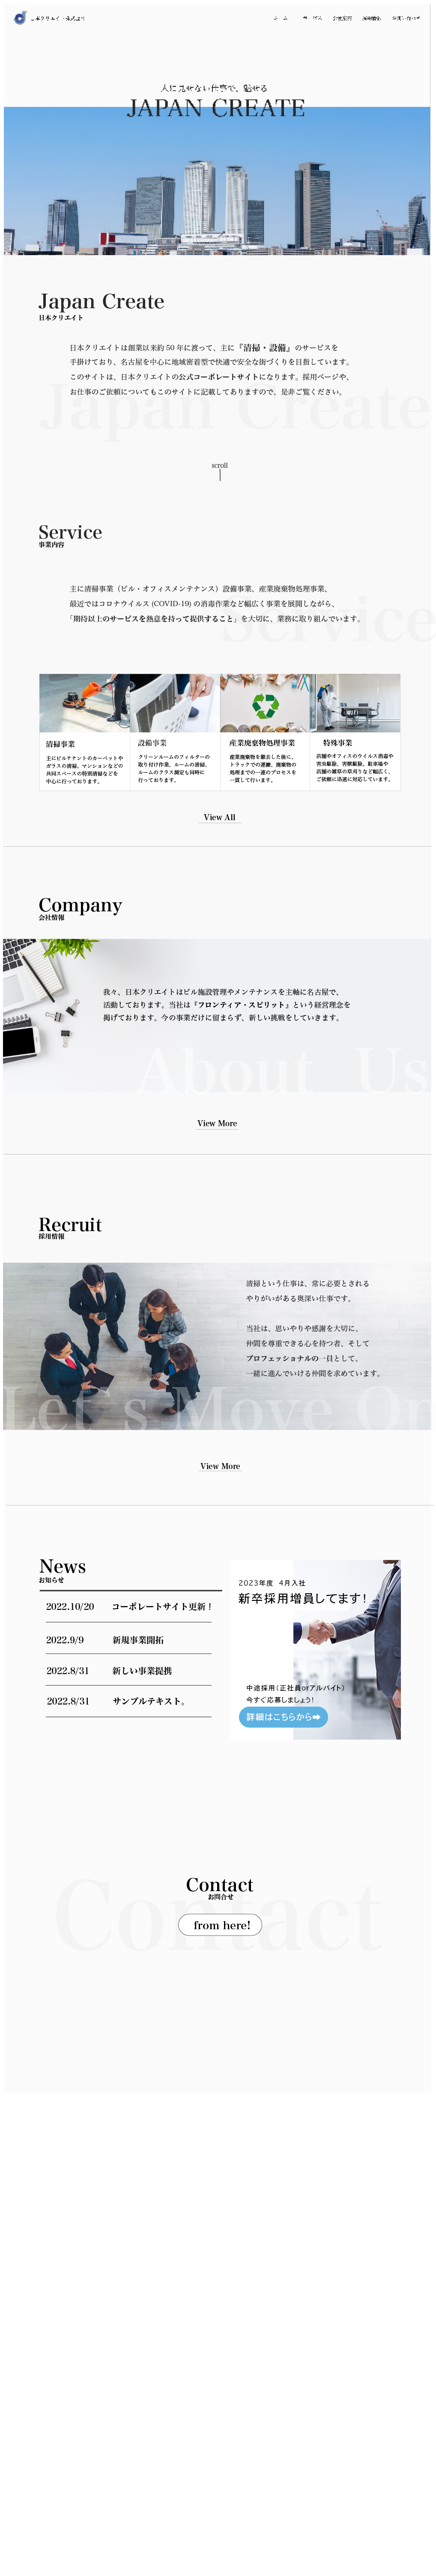 日本クリエイト株式会社
ホーム サービス 会社案内 採用情報 お問い合わせ
人に見せない仕事で、魅せる
JAPAN CREATE
Japan Create
日本クリエイト
日本クリエイトは創業以来約 50 年に渡って、主に『清掃・設備』のサービスを
手掛けており、名古屋を中心に地域密着型で快適で安全な街づくりを目指しています。
このサイトは、日本クリエイトの公式コーポレートサイトになります。採用ページや、
お仕事のご依頼についてもこのサイトに記載してありますので、是非ご覧ください。
Japan Create
scroll
Service
事業内容
主に清掃事業（ビル・オフィスメンテナンス）設備事業、産業廃棄物処理事業、
最近ではコロナウイルス (COVID-19) の消毒作業など幅広く事業を展開しながら、
「期待以上のサービスを熱意を持って提供すること」を大切に、業務に取り組んでいます。
Service
清掃事業
主にビルテナントのカーペットや
ガラスの清掃、マンションなどの
共同スペースの特別清掃などを
中心に行っております。
設備事業
クリーンルームのフィルターの
取り付け作業、ルームの清掃、
ルームのクラス測定も同時に
行っております。
産業廃棄物処理事業
産業廃棄物を撤去した後に、
トラックでの運搬、廃棄物の
処理までの一連のプロセスを
一貫して行います。
特殊事業
店舗やオフィスのウイルス消毒や
害虫駆除、害獣駆除、駐車場や
店舗の雑草の草刈りなど幅広く、
ご依頼に迅速に対応しています。
View All
Company
会社情報
我々、日本クリエイトはビル施設管理やメンテナンスを主軸に名古屋で、
活動しております。当社は『フロンティア・スピリット』という経営理念を
掲げております。今の事業だけに留まらず、新しい挑戦をしていきます。
About Us
View More
Recruit
採用情報
清掃という仕事は、常に必要とされる
やりがいがある奥深い仕事です。
当社は、思いやりや感謝を大切に、
仲間を尊重できる心を持つ者、そして
プロフェッショナルの一員として、
一緒に進んでいける仲間を求めています。
Let's Move On
View More
News
お知らせ
2022.10/20 コーポレートサイト更新！
2022.9/9 新規事業開拓
2022.8/31 新しい事業提携
2022.8/31 サンプルテキスト。
2023年度 4月入社
新卒採用増員してます！
中途採用（正社員orアルバイト）
今すぐ応募しましょう！
詳細はこちらから➡
Contact
お問合せ
from here!
Contact